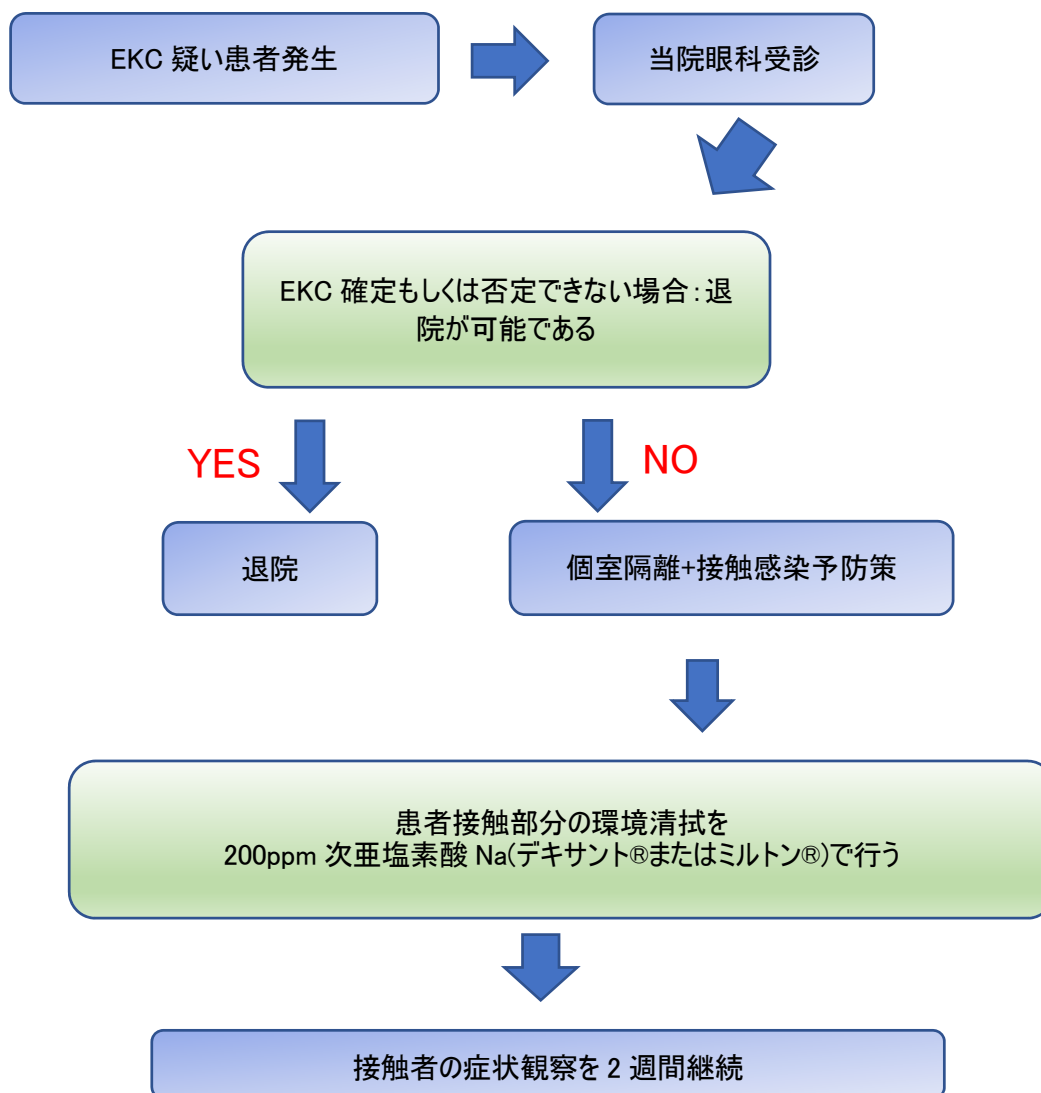 EKC 疑い患者発生
当院眼科受診
EKC 確定もしくは否定できない場合：退
院が可能である
YES
NO
退院
個室隔離+接触感染予防策
患者接触部分の環境清拭を
200ppm 次亜塩素酸 Na(デキサント®またはミルトン®)で行う
接触者の症状観察を 2 週間継続